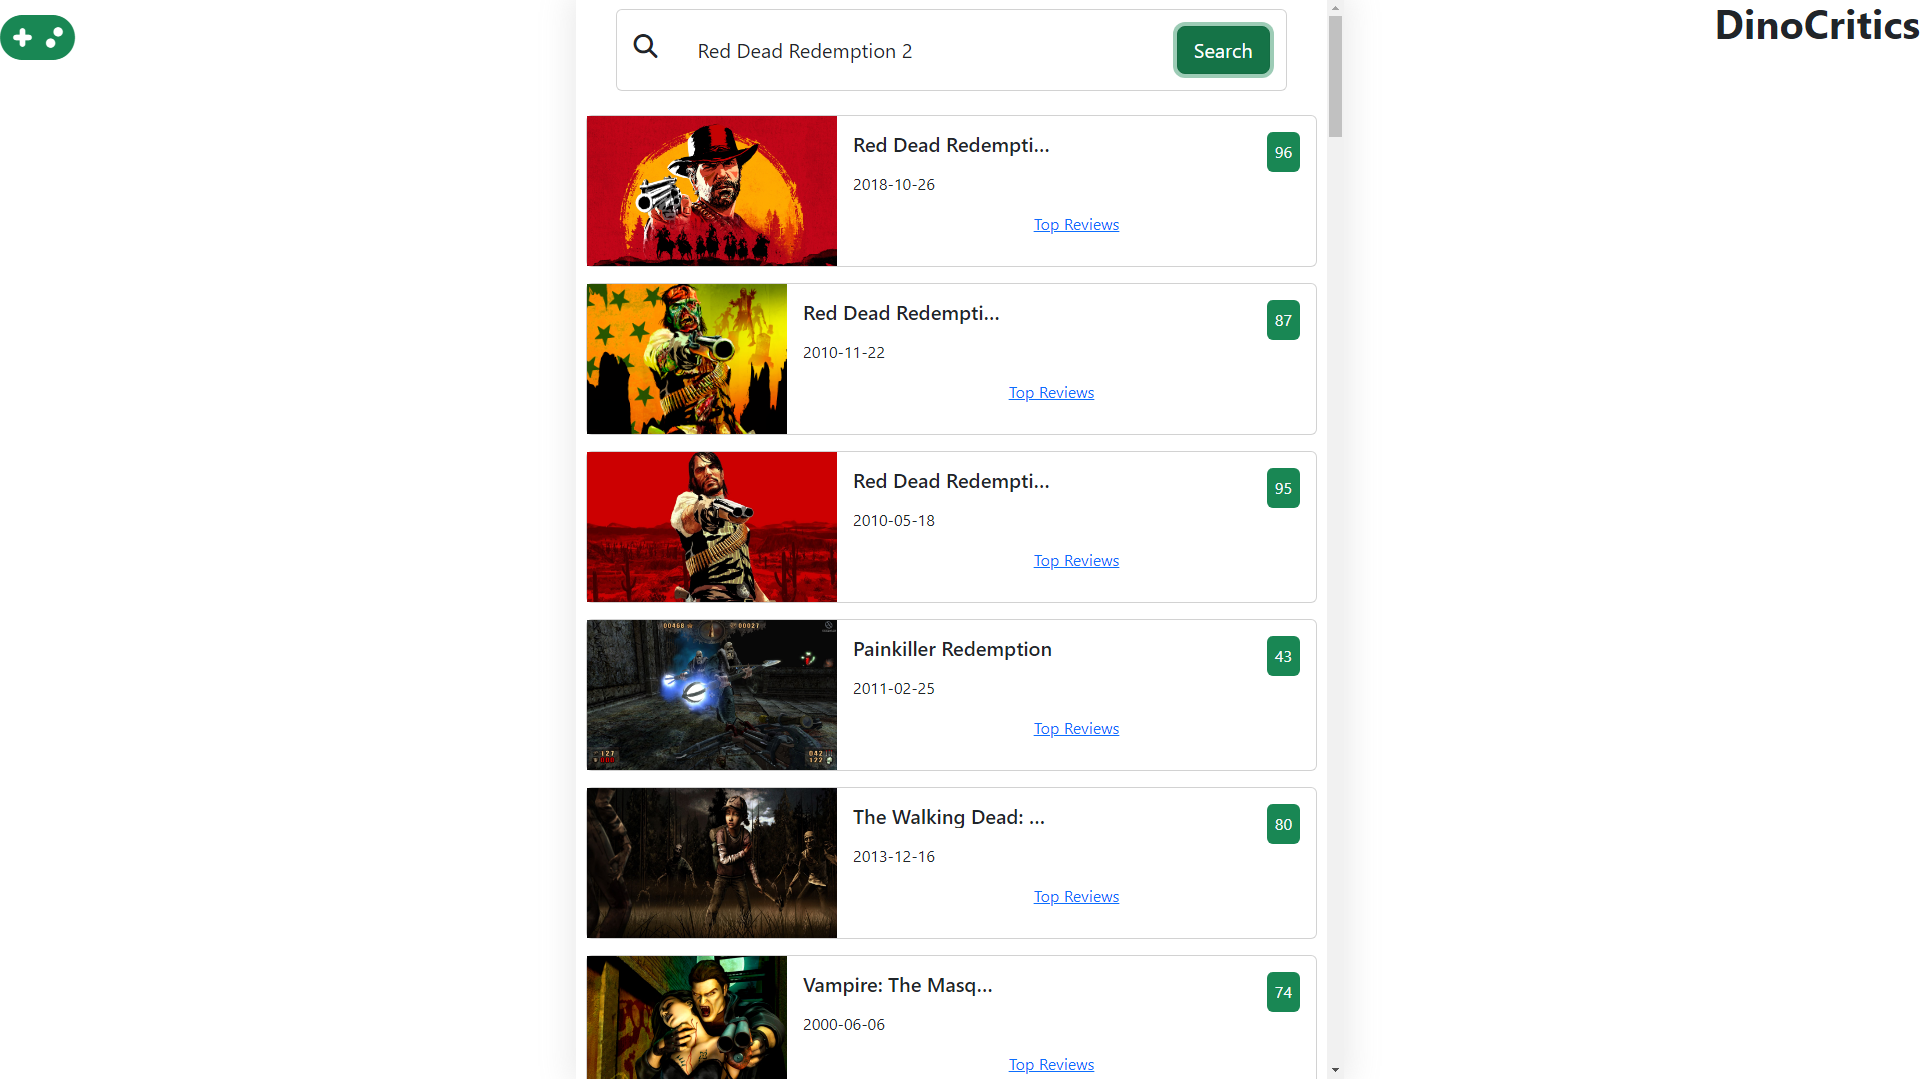 DinoCritics
Red Dead Redemption 2
Search
Red Dead Redempti...
96
2018-10-26
Top Reviews
Red Dead Redempti...
87
2010-11-22
Top Reviews
Red Dead Redempti...
95
2010-05-18
Top Reviews
Painkiller Redemption
43
2011-02-25
Top Reviews
The Walking Dead: ...
80
2013-12-16
Top Reviews
Vampire: The Masq...
74
2000-06-06
Top Reviews